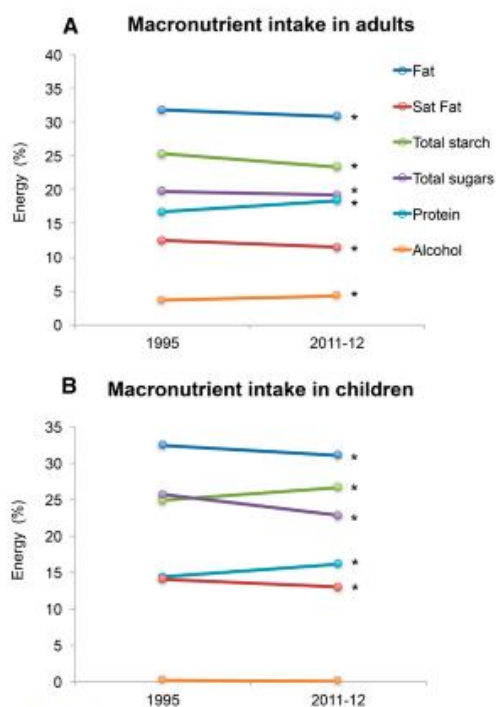 A
Macronutrient intake in adults
40
35
30
25
20
15
10
5
0
Energy (%)
1995
2011-12
*
*
*
*
*
*
Fat
Sat Fat
Total starch
Total sugars
Protein
Alcohol
B
Macronutrient intake in children
35
30
25
20
15
10
5
0
Energy (%)
1995
2011-12
*
*
*
*
*